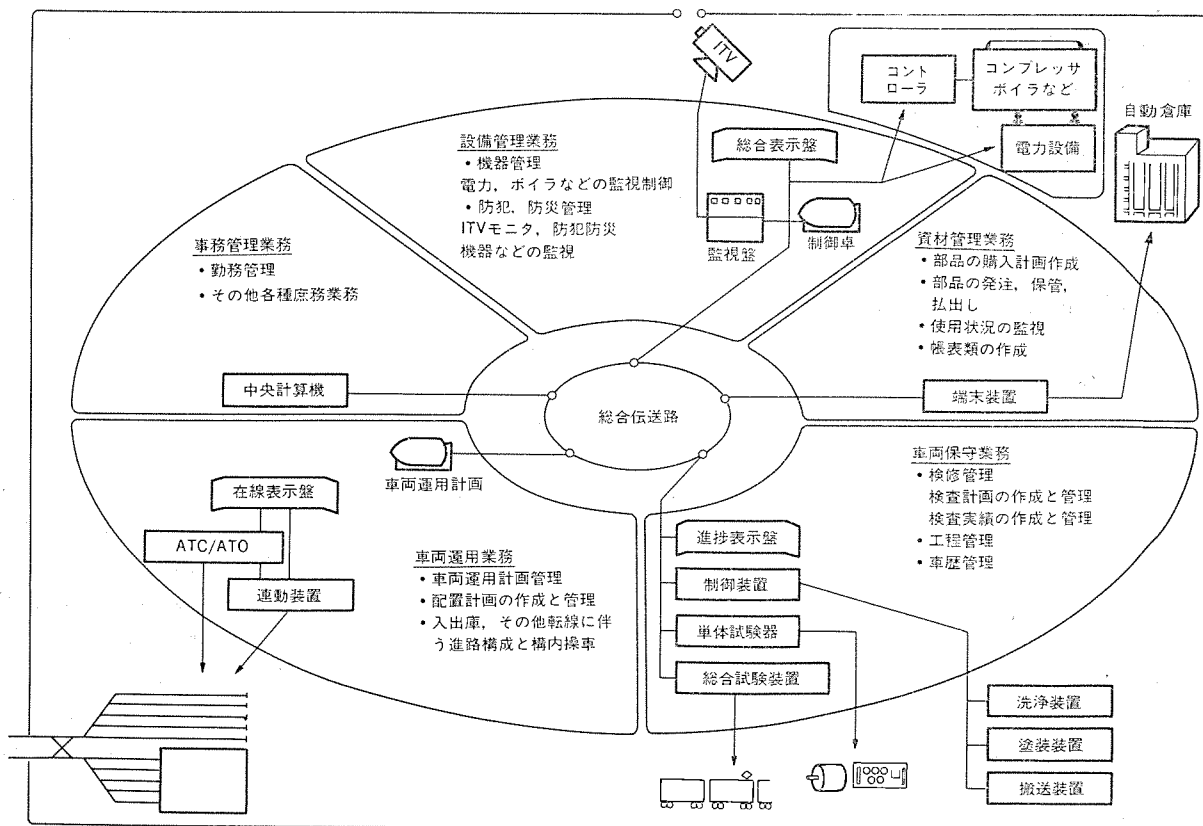 ITV
コント
ローラ
コンプレッサ
ボイラなど
電力設備
自動倉庫
設備管理業務
・機器管理
電力，ボイラなどの監視制御
・防犯，防災管理
ITVモニタ，防犯防災
機器などの監視
総合表示盤
監視盤
制御卓
事務管理業務
・勤務管理
・その他各種庶務業務
資材管理業務
・部品の購入計画作成
・部品の発注，保管，
払出し
・使用状況の監視
・帳表類の作成
中央計算機
総合伝送路
端末装置
車両運用計画
在線表示盤
ATC/ATO
連動装置
車両運用業務
・車両運用計画管理
・配置計画の作成と管理
・入出庫，その他転線に伴
う進路構成と構内操車
車両保守業務
・検修管理
検査計画の作成と管理
検査実績の作成と管理
・工程管理
・車歴管理
進捗表示盤
制御装置
単体試験器
総合試験装置
洗浄装置
塗装装置
搬送装置